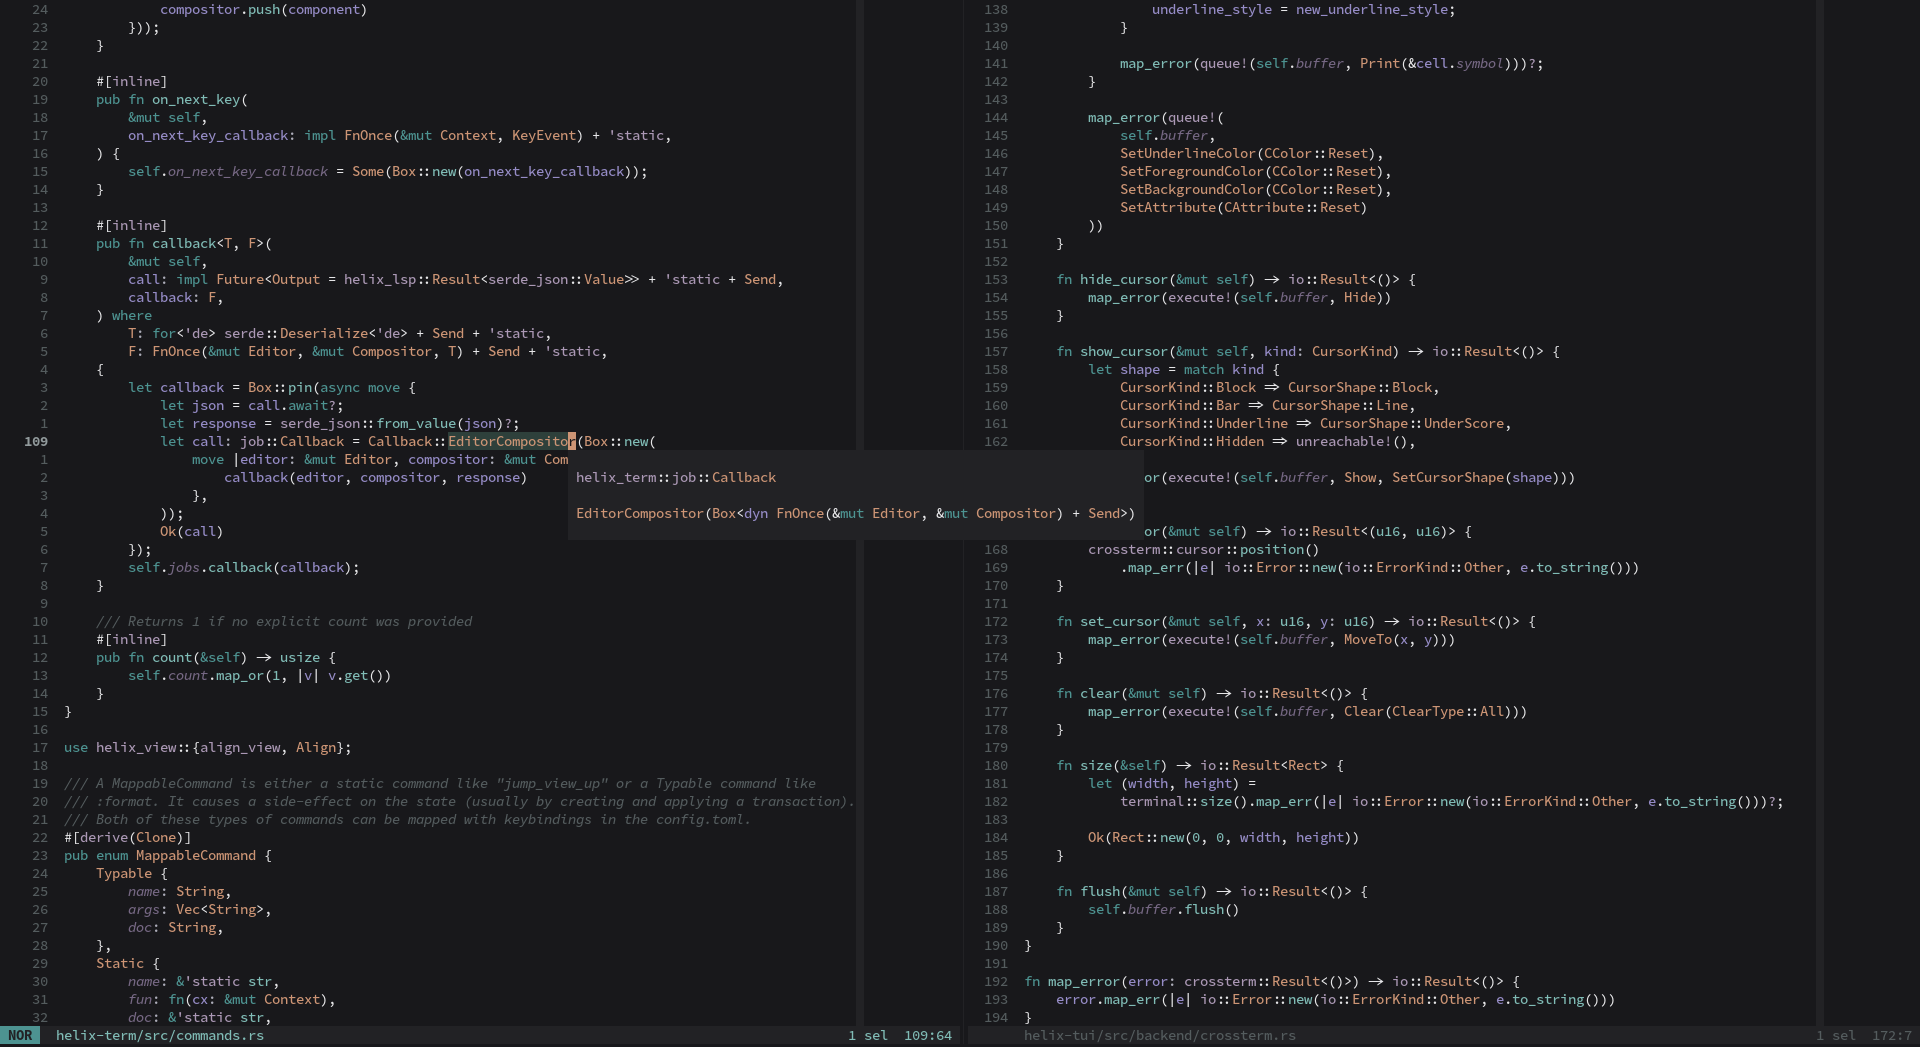 24              compositor.push(component)
23          }));
22      }
21
20      #[inline]
19      pub fn on_next_key(
18          &mut self,
17          on_next_key_callback: impl FnOnce(&mut Context, KeyEvent) + 'static,
16      ) {
15          self.on_next_key_callback = Some(Box::new(on_next_key_callback));
14      }
13
12      #[inline]
11      pub fn callback<T, F>(
10          &mut self,
9          call: impl Future<Output = helix_lsp::Result<serde_json::Value>> + 'static + Send,
8          callback: F,
7      ) where
6          T: for<'de> serde::Deserialize<'de> + Send + 'static,
5          F: FnOnce(&mut Editor, &mut Compositor, T) + Send + 'static,
4      {
3          let callback = Box::pin(async move {
2              let json = call.await?;
1              let response = serde_json::from_value(json)?;
109              let call: job::Callback = Callback::EditorCompositor(Box::new(
1                  move |editor: &mut Editor, compositor: &mut Com
2                      callback(editor, compositor, response)
3                  },
4              ));
5              Ok(call)
6          });
7          self.jobs.callback(callback);
8      }
9
10      /// Returns 1 if no explicit count was provided
11      #[inline]
12      pub fn count(&self) -> usize {
13          self.count.map_or(1, |v| v.get())
14      }
15  }
16
17  use helix_view::{align_view, Align};
18
19  /// A MappableCommand is either a static command like "jump_view_up" or a Typable command like
20  /// :format. It causes a side-effect on the state (usually by creating and applying a transaction).
21  /// Both of these types of commands can be mapped with keybindings in the config.toml.
22  #[derive(Clone)]
23  pub enum MappableCommand {
24      Typable {
25          name: String,
26          args: Vec<String>,
27          doc: String,
28      },
29      Static {
30          name: &'static str,
31          fun: fn(cx: &mut Context),
32          doc: &'static str,
NOR  helix-term/src/commands.rs  1 sel  109:64
helix_term::job::Callback
EditorCompositor(Box<dyn FnOnce(&mut Editor, &mut Compositor) + Send>)
138                  underline_style = new_underline_style;
139              }
140
141              map_error(queue!(self.buffer, Print(&cell.symbol)))?;
142          }
143
144          map_error(queue!(
145              self.buffer,
146              SetUnderlineColor(CColor::Reset),
147              SetForegroundColor(CColor::Reset),
148              SetBackgroundColor(CColor::Reset),
149              SetAttribute(CAttribute::Reset)
150          ))
151      }
152
153      fn hide_cursor(&mut self) -> io::Result<()> {
154          map_error(execute!(self.buffer, Hide))
155      }
156
157      fn show_cursor(&mut self, kind: CursorKind) -> io::Result<()> {
158          let shape = match kind {
159              CursorKind::Block => CursorShape::Block,
160              CursorKind::Bar => CursorShape::Line,
161              CursorKind::Underline => CursorShape::UnderScore,
162              CursorKind::Hidden => unreachable!(),
or(execute!(self.buffer, Show, SetCursorShape(shape)))
or(&mut self) -> io::Result<(u16, u16)> {
168          crossterm::cursor::position()
169              .map_err(|e| io::Error::new(io::ErrorKind::Other, e.to_string()))
170      }
171
172      fn set_cursor(&mut self, x: u16, y: u16) -> io::Result<()> {
173          map_error(execute!(self.buffer, MoveTo(x, y)))
174      }
175
176      fn clear(&mut self) -> io::Result<()> {
177          map_error(execute!(self.buffer, Clear(ClearType::All)))
178      }
179
180      fn size(&self) -> io::Result<Rect> {
181          let (width, height) =
182              terminal::size().map_err(|e| io::Error::new(io::ErrorKind::Other, e.to_string()))?;
183
184          Ok(Rect::new(0, 0, width, height))
185      }
186
187      fn flush(&mut self) -> io::Result<()> {
188          self.buffer.flush()
189      }
190  }
191
192  fn map_error(error: crossterm::Result<()>) -> io::Result<()> {
193      error.map_err(|e| io::Error::new(io::ErrorKind::Other, e.to_string()))
194  }
helix-tui/src/backend/crossterm.rs  1 sel  172:7